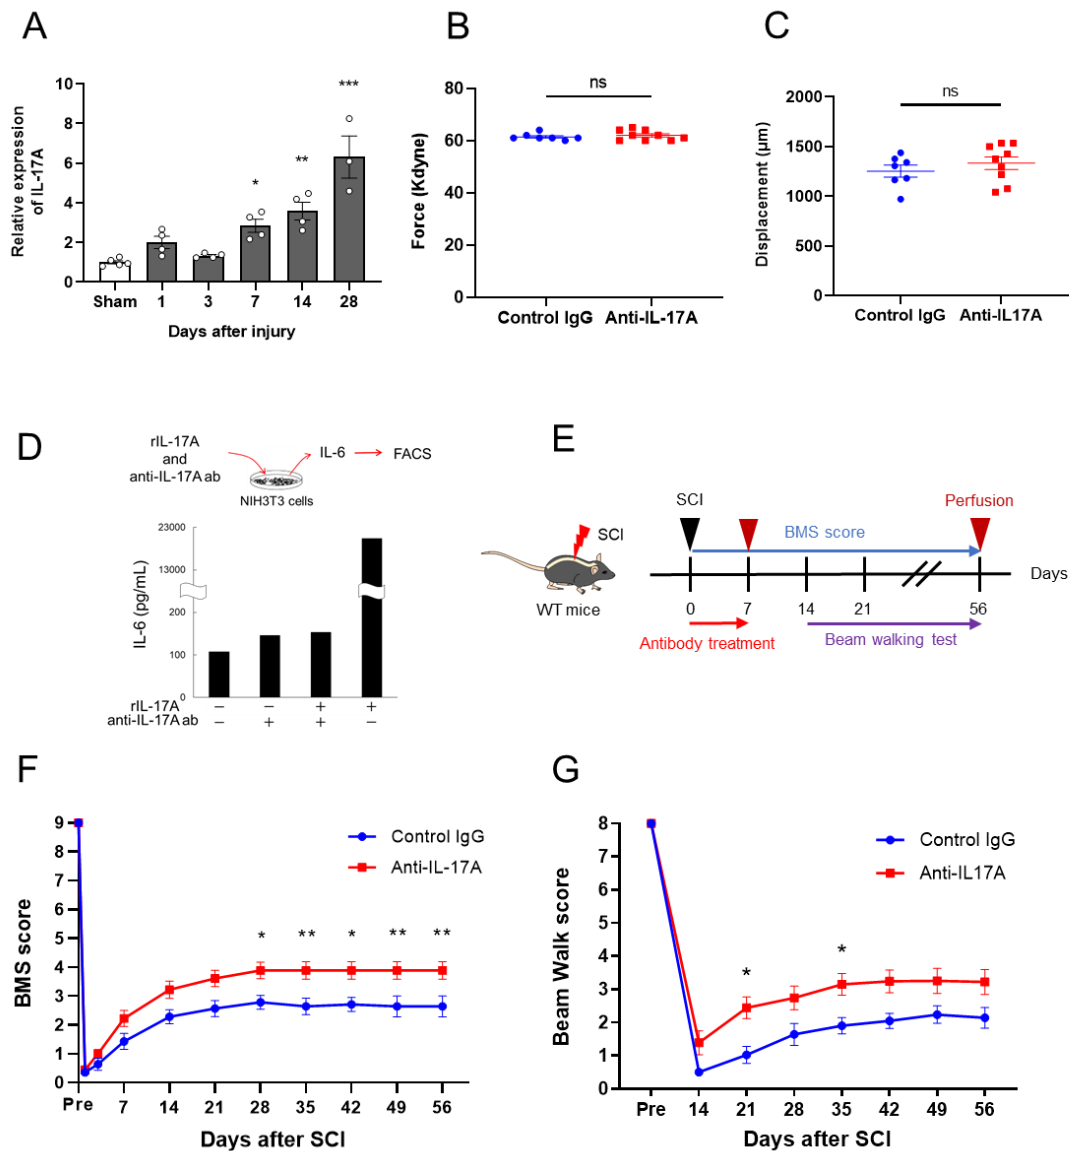 A
Relative expression
of IL-17A
10
8
6
4
2
0
*
**
***
Sham
1
3
7
14
28
Days after injury
B
Force (Kdyne)
80
60
40
20
0
ns
Control IgG
Anti-IL-17A
C
Displacement (μm)
2000
1500
1000
500
0
ns
Control IgG
Anti-IL17A
D
rIL-17A
and
anti-IL-17A ab
IL-6
FACS
NIH3T3 cells
IL-6 (pg/mL)
23000
13000
200
100
0
rIL-17A − − + +
anti-IL-17A ab − + + −
E
SCI
WT mice
SCI
Perfusion
BMS score
Days
0
7
14
21
56
Antibody treatment
Beam walking test
F
BMS score
9
8
7
6
5
4
3
2
1
0
Control IgG
Anti-IL-17A
*
**
*
**
**
Pre
7
14
21
28
35
42
49
56
Days after SCI
G
Beam Walk score
8
7
6
5
4
3
2
1
0
Control IgG
Anti-IL17A
*
*
Pre
14
21
28
35
42
49
56
Days after SCI